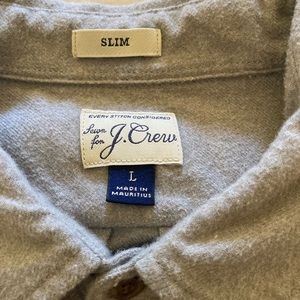 SLIM
EVERY STITCH CONSIDERED
Sewn for J.Crew
L
MADE IN
MAURITIUS